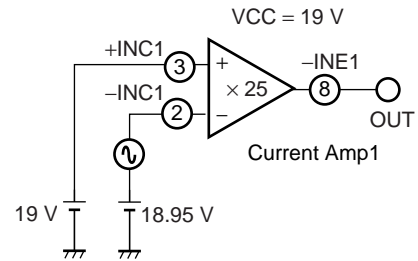 VCC = 19 V
+INC1
3
+
−INC1
2
−
× 25
−INE1
8
OUT
Current Amp1
19 V
18.95 V